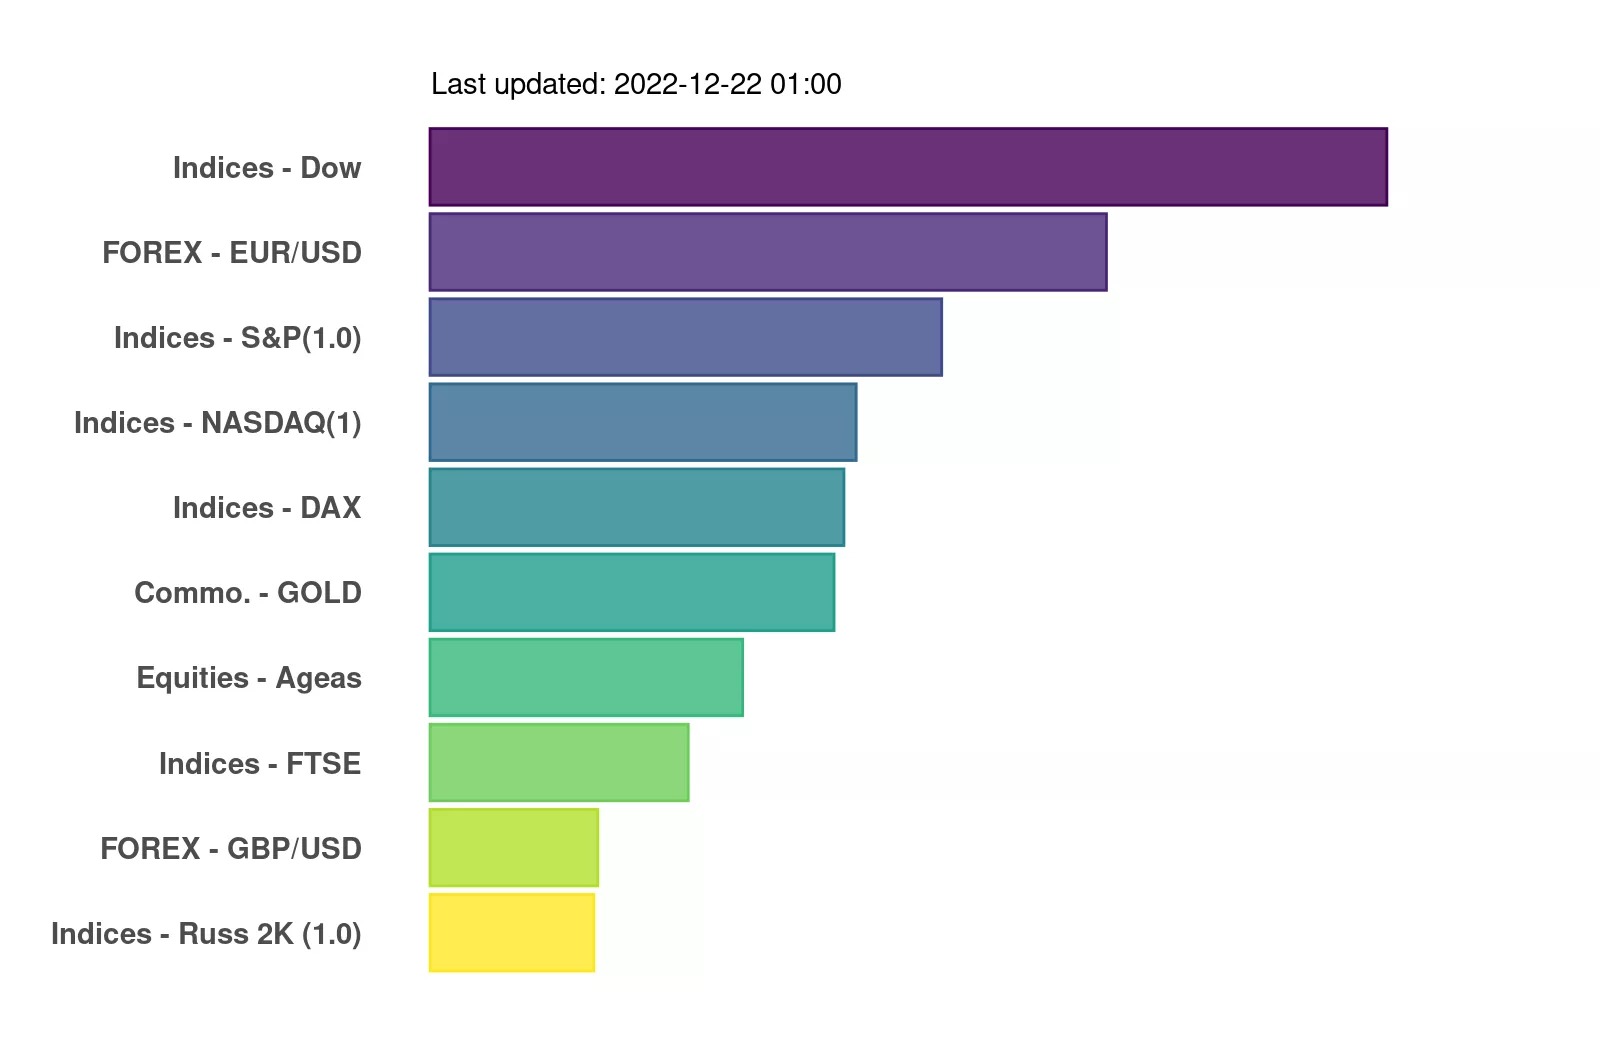 Last updated: 2022-12-22 01:00
Indices - Dow
FOREX - EUR/USD
Indices - S&P(1.0)
Indices - NASDAQ(1)
Indices - DAX
Commo. - GOLD
Equities - Ageas
Indices - FTSE
FOREX - GBP/USD
Indices - Russ 2K (1.0)